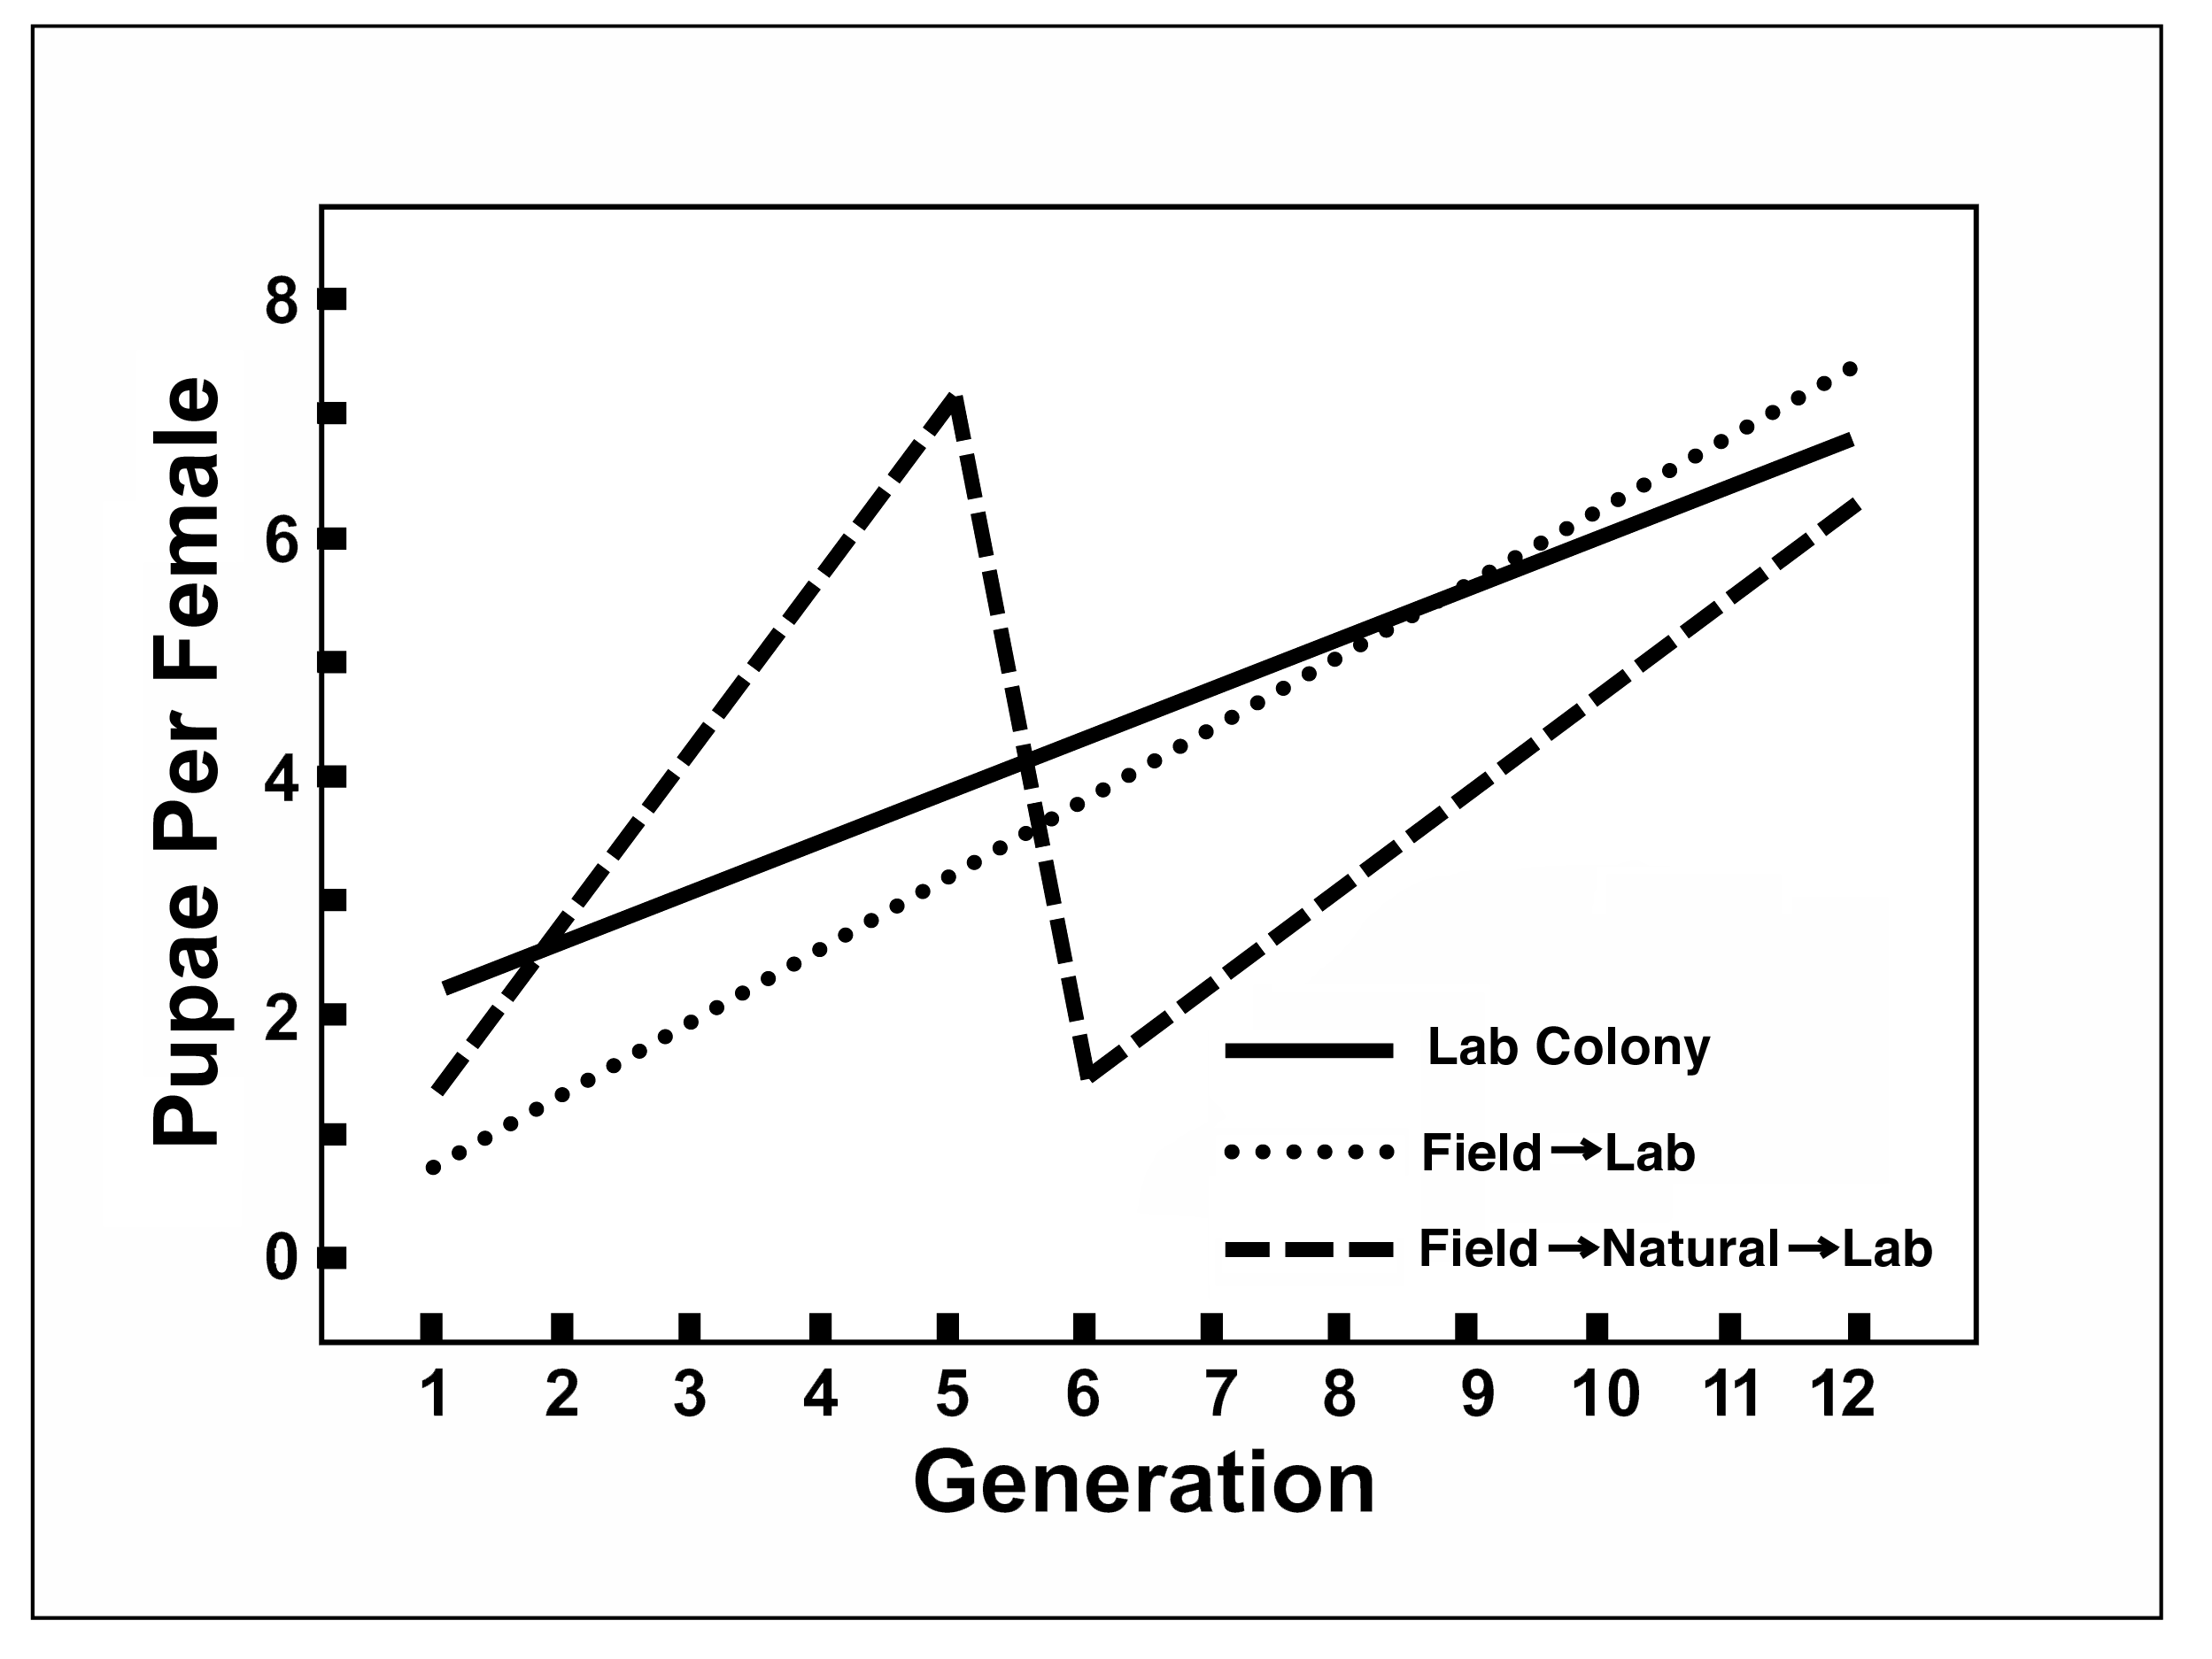 Pupae Per Female
8
6
4
2
0
Lab Colony
Field→Lab
Field→Natural→Lab
1 2 3 4 5 6 7 8 9 10 11 12
Generation